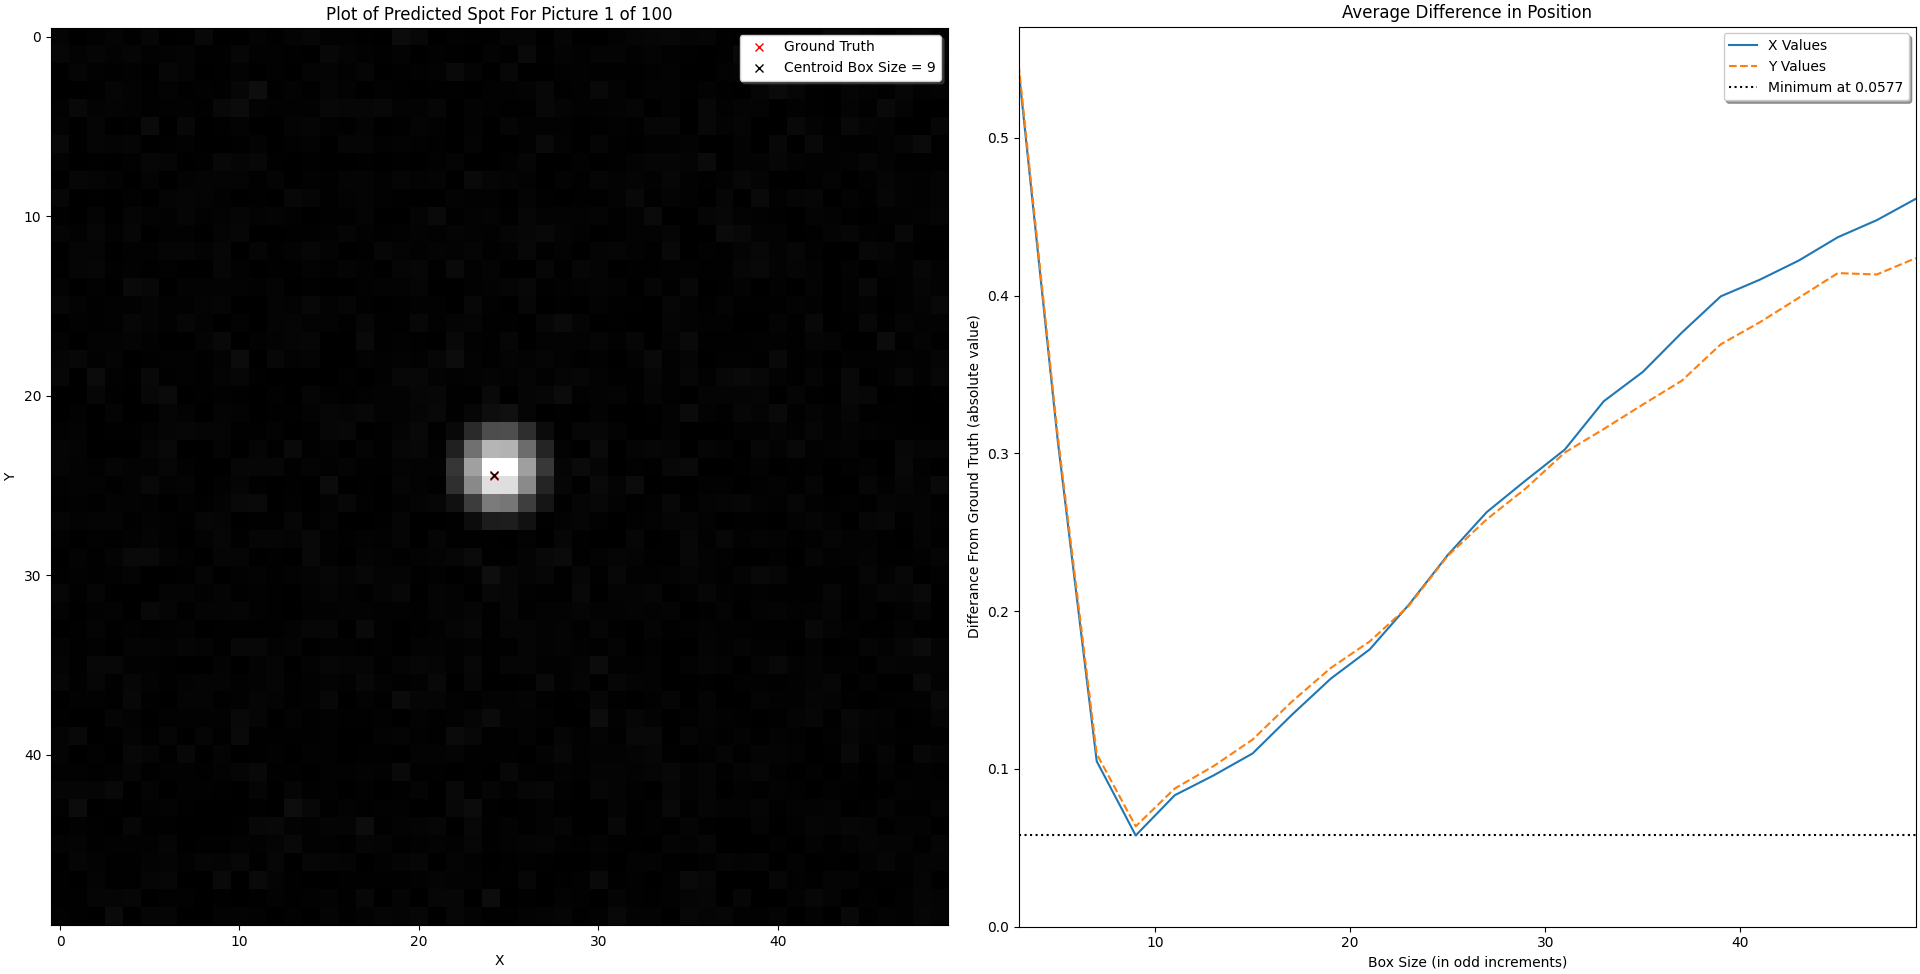 Plot of Predicted Spot For Picture 1 of 100
Ground Truth
Centroid Box Size = 9
0
10
20
30
40
Y
0
10
20
30
40
X
Average Difference in Position
X Values
Y Values
Minimum at 0.0577
0.5
0.4
0.3
0.2
0.1
0.0
Differance From Ground Truth (absolute value)
10
20
30
40
Box Size (in odd increments)